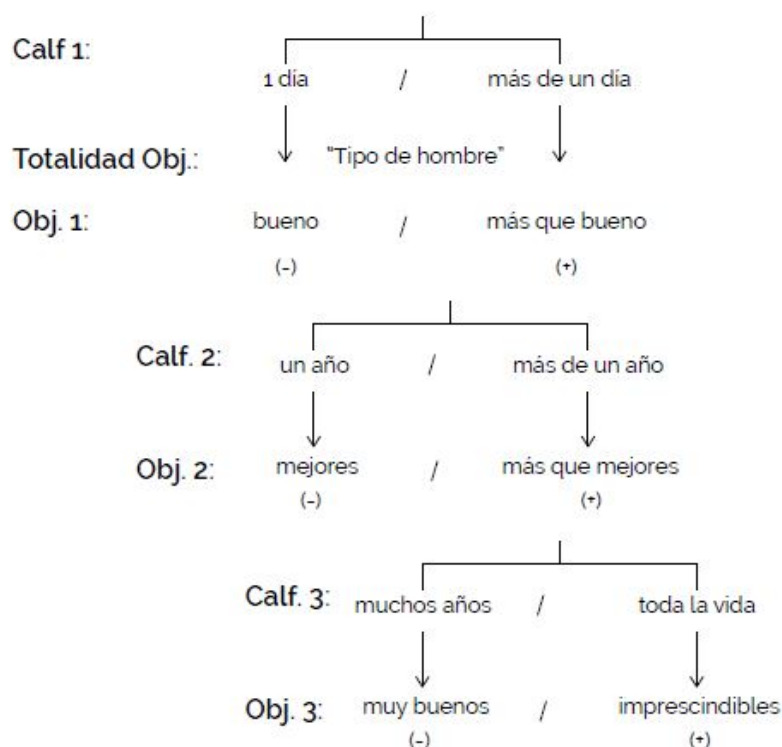 Calf 1:
1 día / más de un día
Totalidad Obj.: "Tipo de hombre"
Obj. 1: bueno / más que bueno
(-) (+)
Calf. 2: un año / más de un año
Obj. 2: mejores / más que mejores
(-) (+)
Calf. 3: muchos años / toda la vida
Obj. 3: muy buenos / imprescindibles
(-) (+)